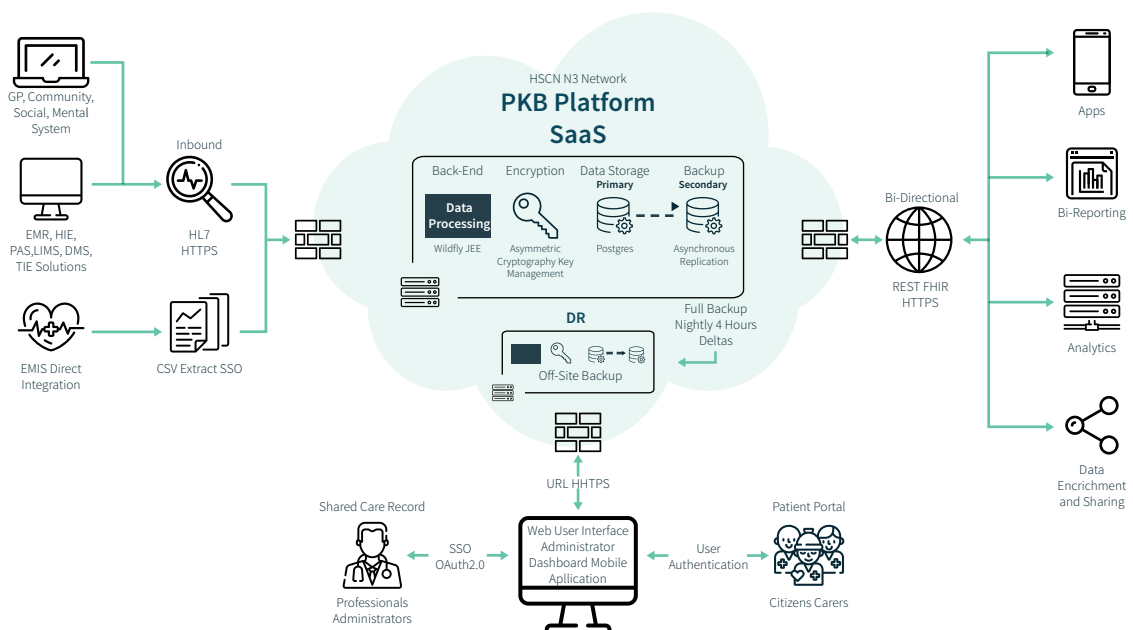 HSCN N3 Network
PKB Platform
SaaS
GP, Community,
Social, Mental
System
Inbound
EMR, HIE,
PAS,LIMS, DMS,
TIE Solutions
HL7
HTTPS
EMIS Direct
Integration
CSV Extract SSO
Back-End
Data
Processing
Wildfly JEE
Encryption
Asymmetric
Cryptography Key
Management
Data Storage
Primary
Postgres
Backup
Secondary
Asynchronous
Replication
DR
Off-Site Backup
Full Backup
Nightly 4 Hours
Deltas
Bi-Directional
REST FHIR
HTTPS
Apps
Bi-Reporting
Analytics
Data
Encrichment
and Sharing
URL HHTPS
Shared Care Record
Professionals
Administrators
SSO
OAuth2.0
Web User Interface
Administrator
Dashboard Mobile
Apllication
User
Authentication
Patient Portal
Citizens Carers